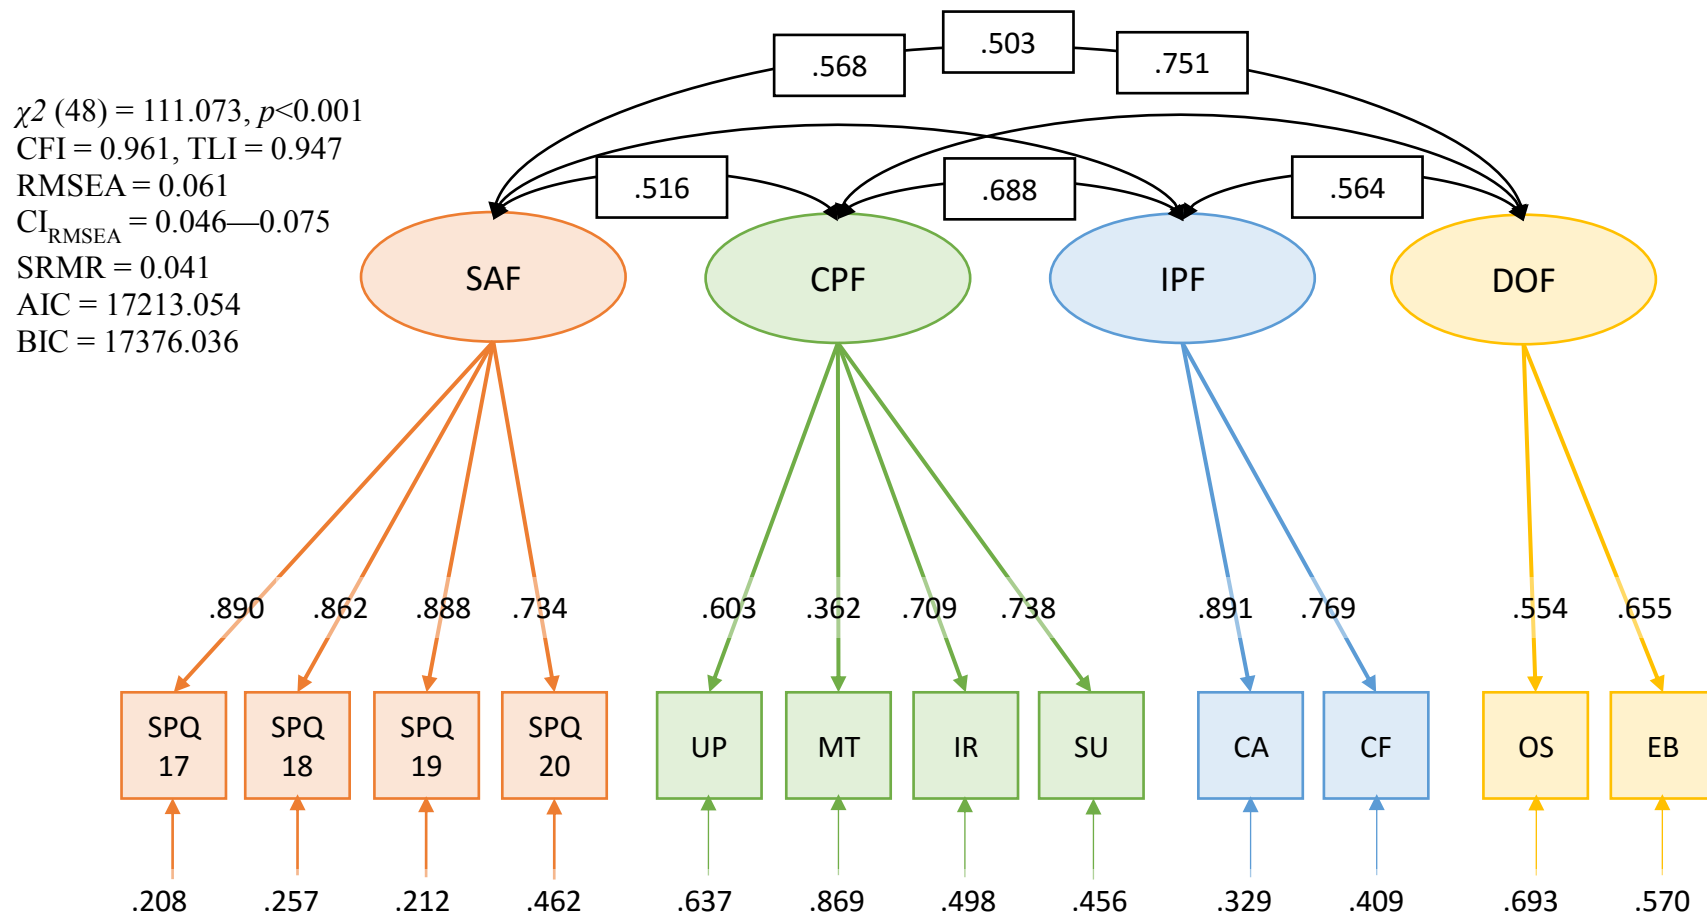 .568
.503
.751
χ2 (48) = 111.073, p<0.001
CFI = 0.961, TLI = 0.947
RMSEA = 0.061
CI_RMSEA = 0.046—0.075
SRMR = 0.041
AIC = 17213.054
BIC = 17376.036
.516
.688
.564
SAF
CPF
IPF
DOF
.890 .862 .888 .734 .603 .362 .709 .738 .891 .769 .554 .655
SPQ
17
SPQ
18
SPQ
19
SPQ
20
UP
MT
IR
SU
CA
CF
OS
EB
.208 .257 .212 .462 .637 .869 .498 .456 .329 .409 .693 .570